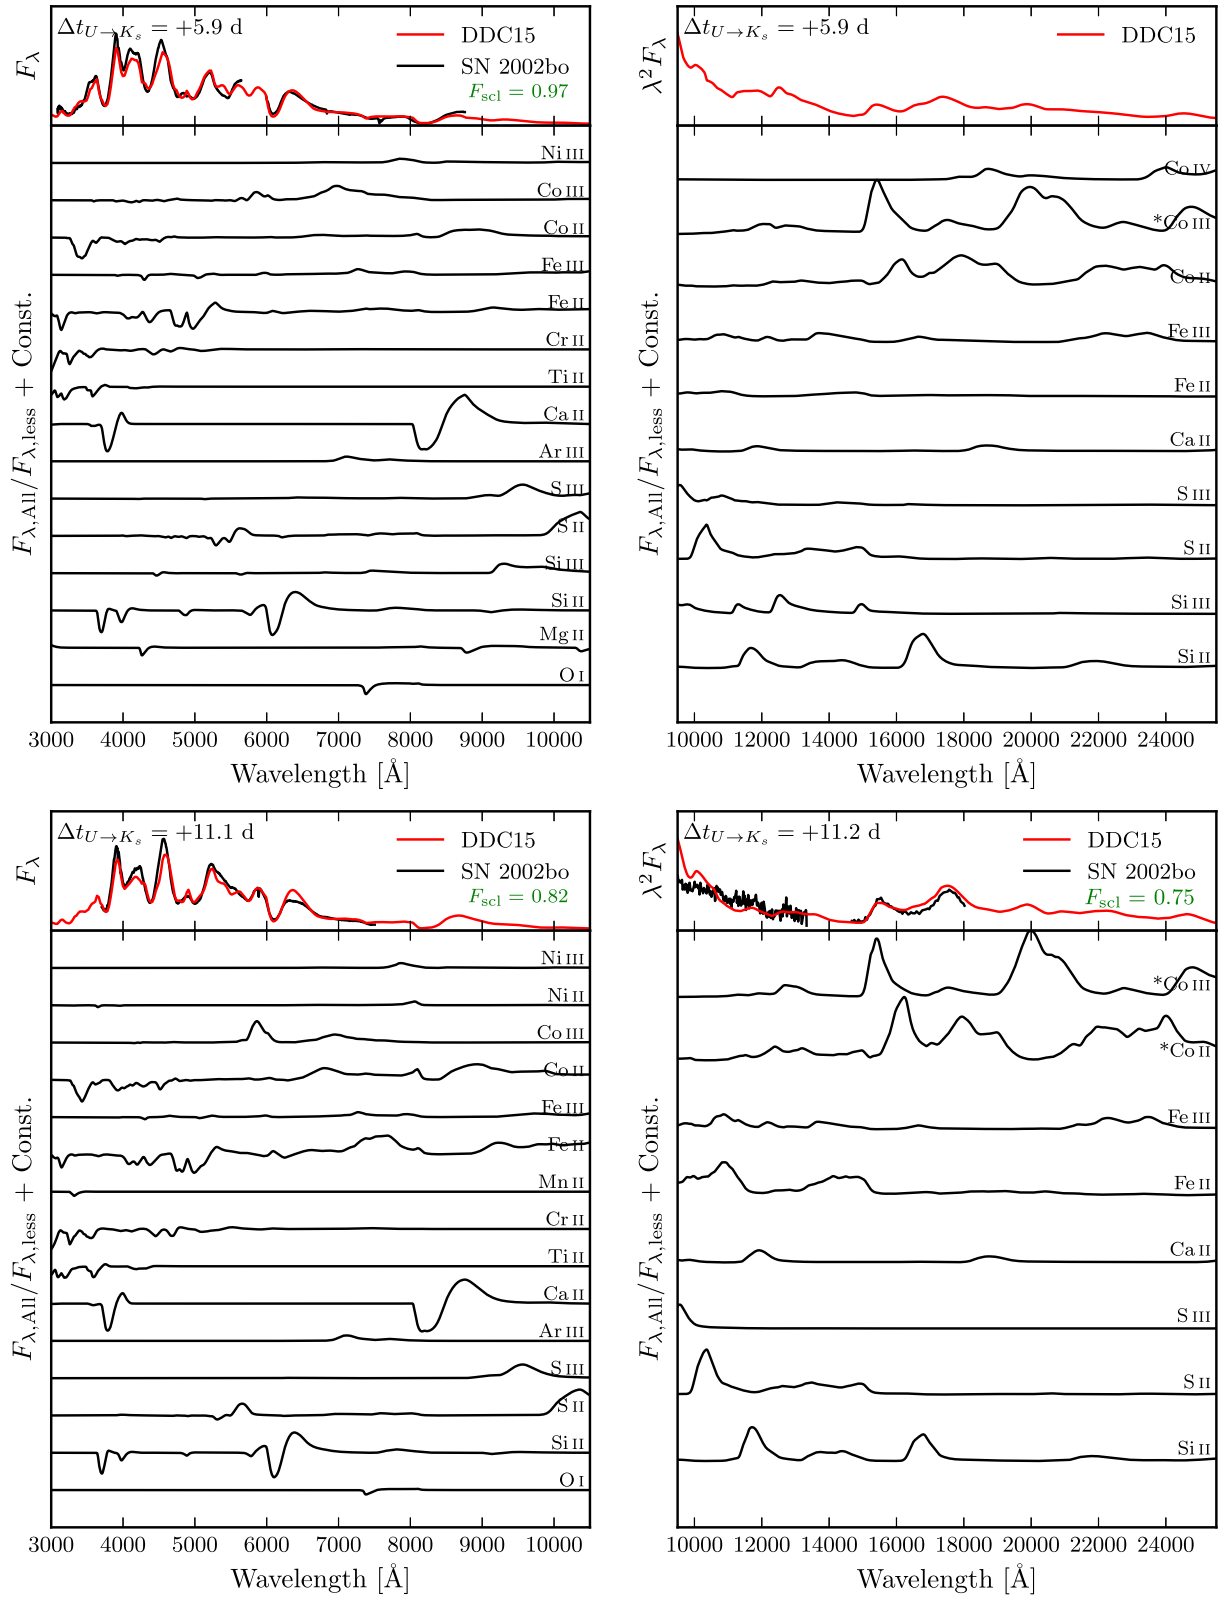 Δt_{U→K_s} = +5.9 d
DDC15
SN 2002bo
F_scl = 0.97
F_λ
Ni III
Co III
Co II
Fe III
Fe II
Cr II
Ti II
Ca II
Ar III
S III
S II
Si III
Si II
Mg II
O I
F_{λ,All}/F_{λ,less} + Const.
3000 4000 5000 6000 7000 8000 9000 10000
Wavelength [Å]
Δt_{U→K_s} = +5.9 d
DDC15
λ²F_λ
Co IV
*Co III
Co II
Fe III
Fe II
Ca II
S III
S II
Si III
Si II
F_{λ,All}/F_{λ,less} + Const.
10000 12000 14000 16000 18000 20000 22000 24000
Wavelength [Å]
Δt_{U→K_s} = +11.1 d
DDC15
SN 2002bo
F_scl = 0.82
F_λ
Ni III
Ni II
Co III
Co II
Fe III
Fe II
Mn II
Cr II
Ti II
Ca II
Ar III
S III
S II
Si II
O I
F_{λ,All}/F_{λ,less} + Const.
3000 4000 5000 6000 7000 8000 9000 10000
Wavelength [Å]
Δt_{U→K_s} = +11.2 d
DDC15
SN 2002bo
F_scl = 0.75
λ²F_λ
*Co III
*Co II
Fe III
Fe II
Ca II
S III
S II
Si II
F_{λ,All}/F_{λ,less} + Const.
10000 12000 14000 16000 18000 20000 22000 24000
Wavelength [Å]